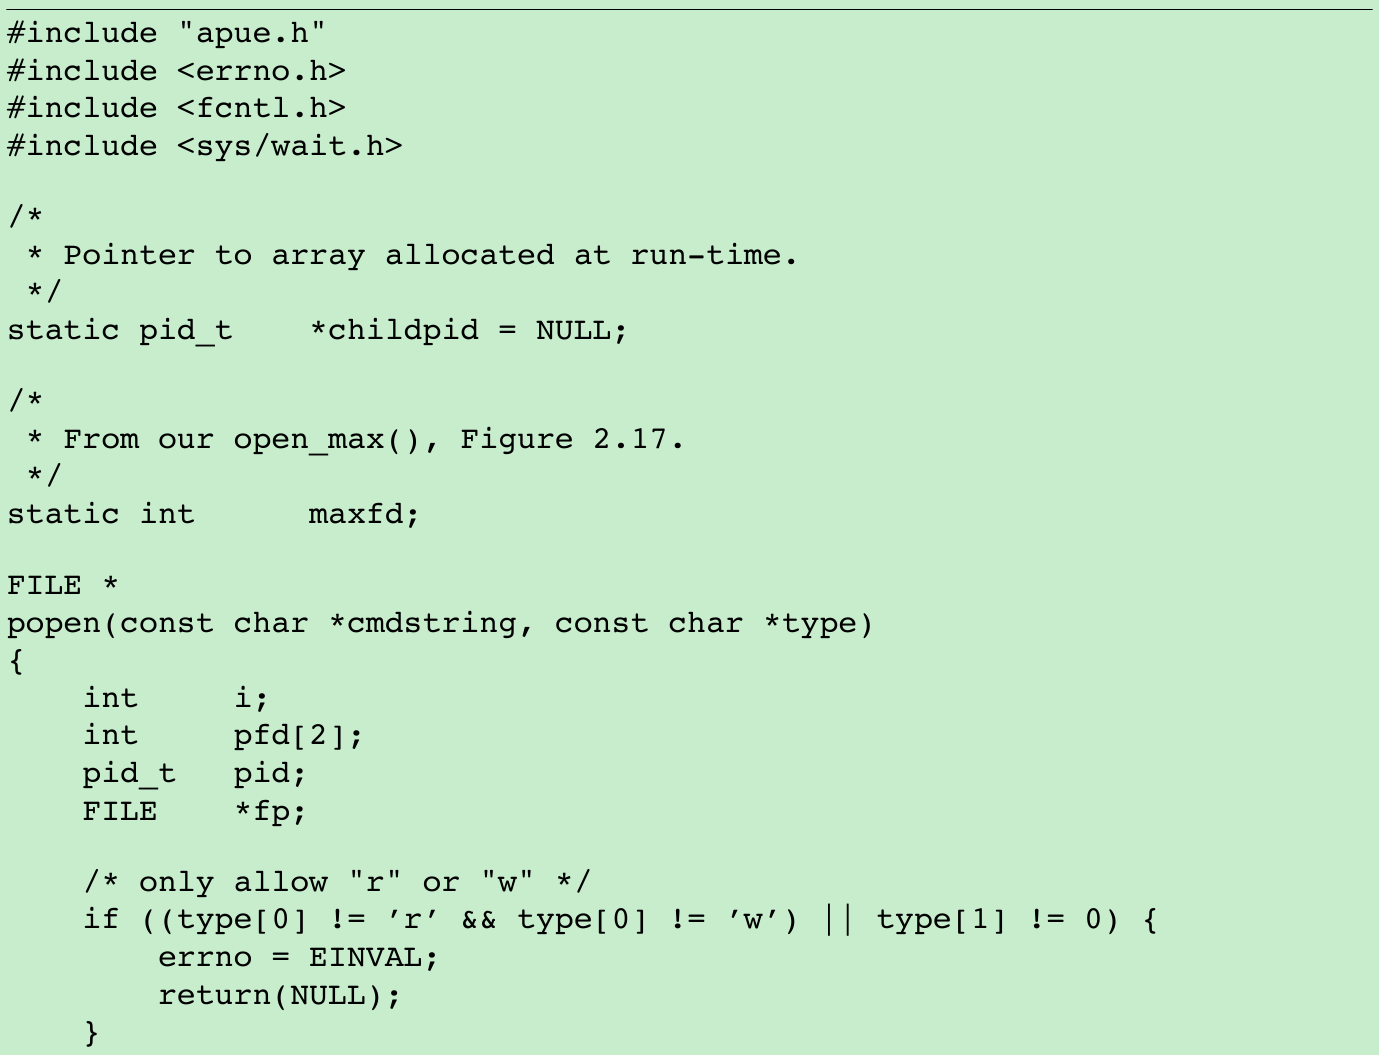 #include "apue.h"
#include <errno.h>
#include <fcntl.h>
#include <sys/wait.h>
/*
 * Pointer to array allocated at run-time.
 */
static pid_t    *childpid = NULL;
/*
 * From our open_max(), Figure 2.17.
 */
static int      maxfd;
FILE *
popen(const char *cmdstring, const char *type)
{
    int     i;
    int     pfd[2];
    pid_t   pid;
    FILE    *fp;
    /* only allow "r" or "w" */
    if ((type[0] != ’r’ && type[0] != ’w’) || type[1] != 0) {
        errno = EINVAL;
        return(NULL);
    }